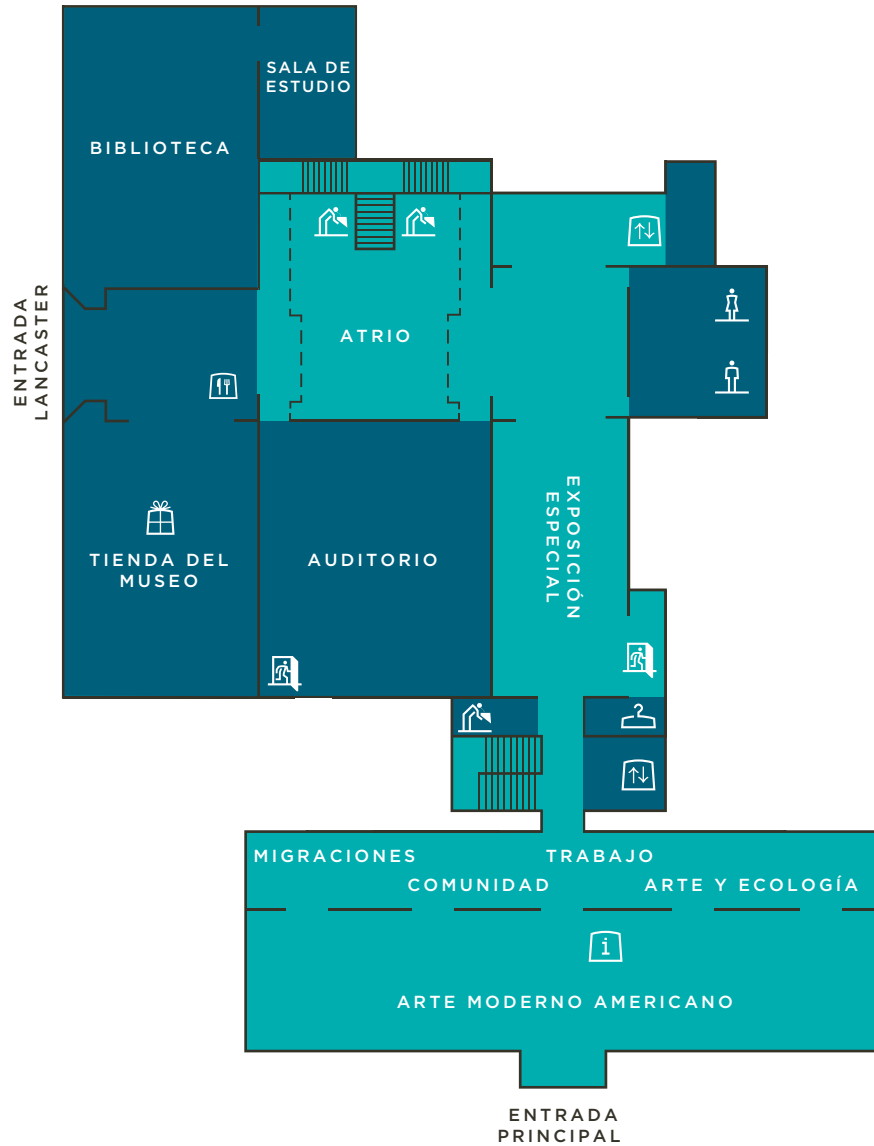 SALA DE
ESTUDIO
BIBLIOTECA
ENTRADA
LANCASTER
ATRIO
EXPOSICIÓN
ESPECIAL
TIENDA DEL
MUSEO
AUDITORIO
MIGRACIONES
TRABAJO
COMUNIDAD
ARTE Y ECOLOGÍA
i
ARTE MODERNO AMERICANO
ENTRADA
PRINCIPAL